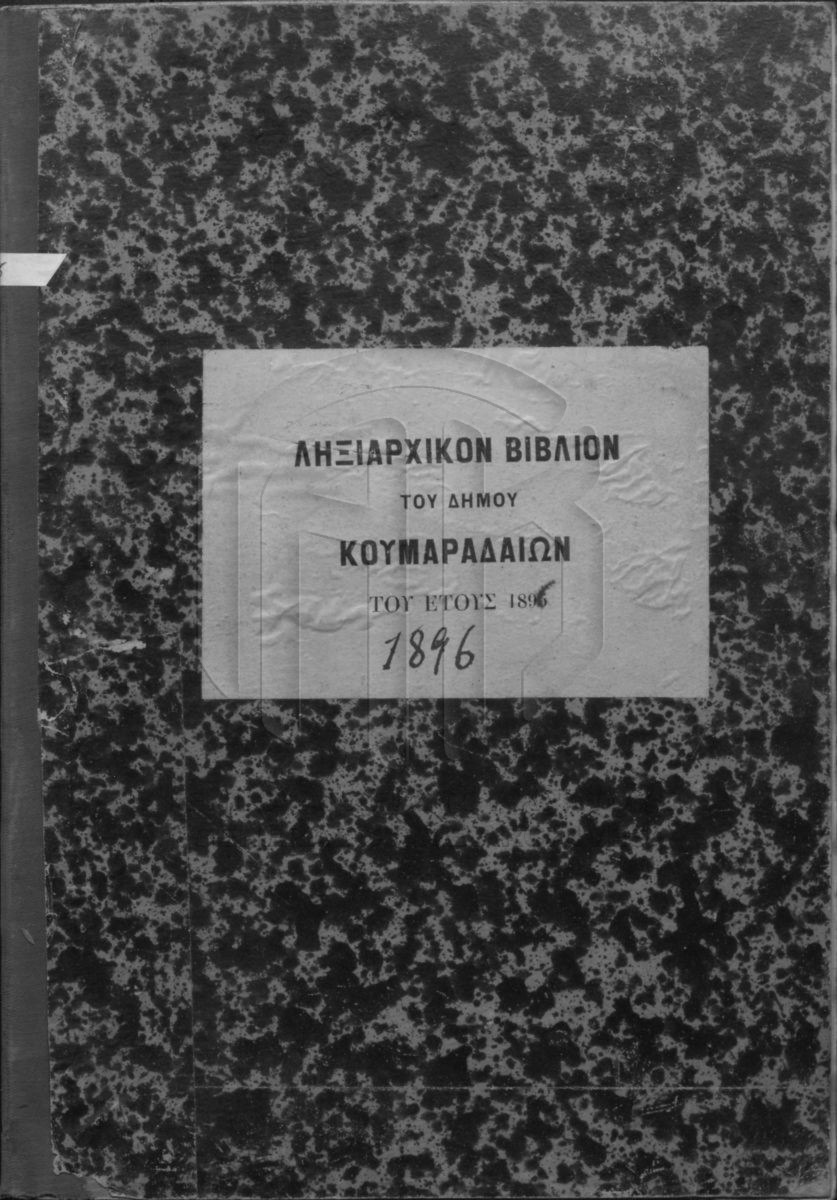 ΛΗΞΙΑΡΧΙΚΟΝ ΒΙΒΛΙΟΝ
ΤΟΥ ΔΗΜΟΥ
ΚΟΥΜΑΡΑΔΑΙΩΝ
ΤΟΥ ΕΤΟΥΣ 1896
1896